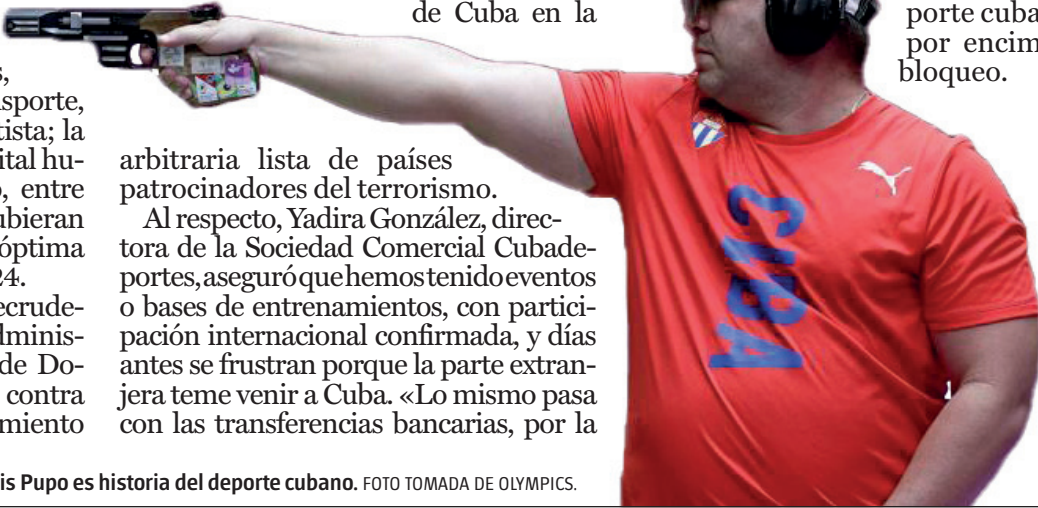 s,
sporte,
tista; la
ital hu-
, entre
ubieran
óptima
24.
ecrude-
dminis-
de Do-
contra
miento
de Cuba en la
arbitraria lista de países
patrocinadores del terrorismo.
Al respecto, Yadira González, direc-
tora de la Sociedad Comercial Cubade-
portes, aseguró que hemos tenido eventos
o bases de entrenamientos, con partici-
pación internacional confirmada, y días
antes se frustran porque la parte extran-
jera teme venir a Cuba. «Lo mismo pasa
con las transferencias bancarias, por la
porte cuba
por encim
bloqueo.
CUBA
is Pupo es historia del deporte cubano. FOTO TOMADA DE OLYMPICS.